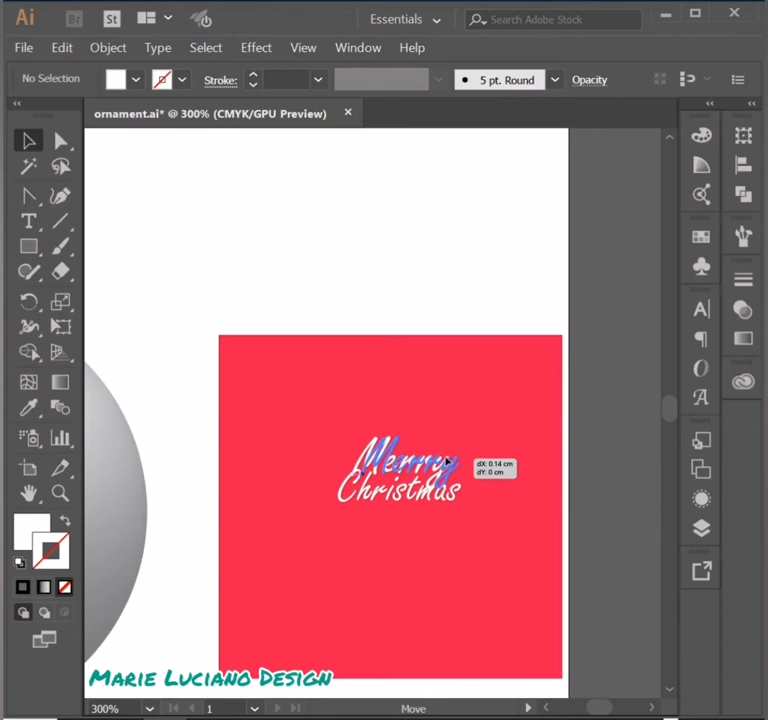 Ai Br St Essentials Search Adobe Stock
File Edit Object Type Select Effect View Window Help
No Selection Stroke: 5 pt. Round Opacity
ornament.ai* @ 300% (CMYK/GPU Preview) ×
Merry
dX: 0.14 cm
dY: 0 cm
Christmas
Marie Luciano Design
300% 1 Move